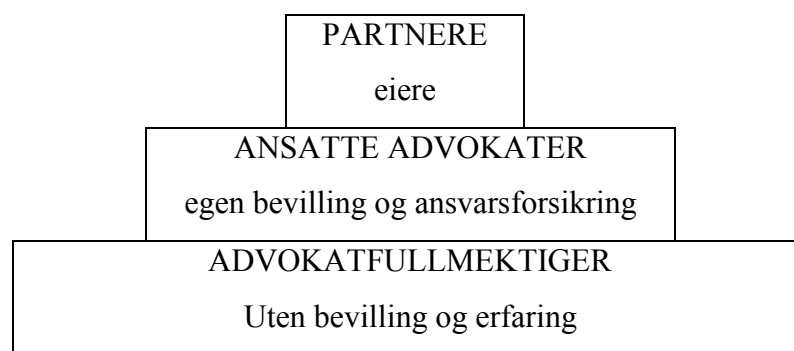 PARTNERE
eiere
ANSATTE ADVOKATER
egen bevilling og ansvarsforsikring
ADVOKATFULLMEKTIGER
Uten bevilling og erfaring